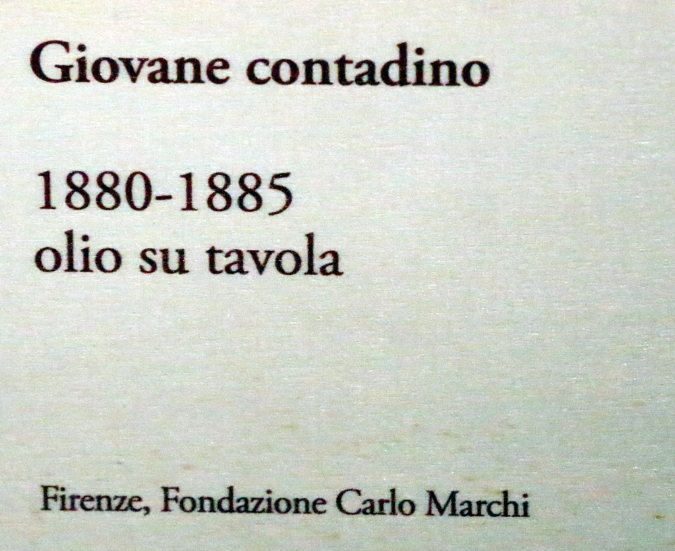 Giovane contadino
1880-1885
olio su tavola
Firenze, Fondazione Carlo Marchi